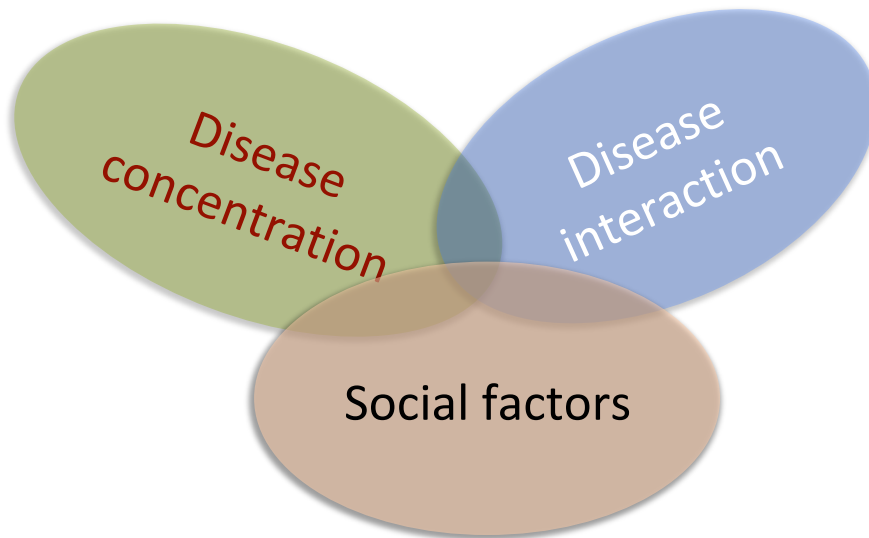 Disease
concentration
Disease
interaction
Social factors